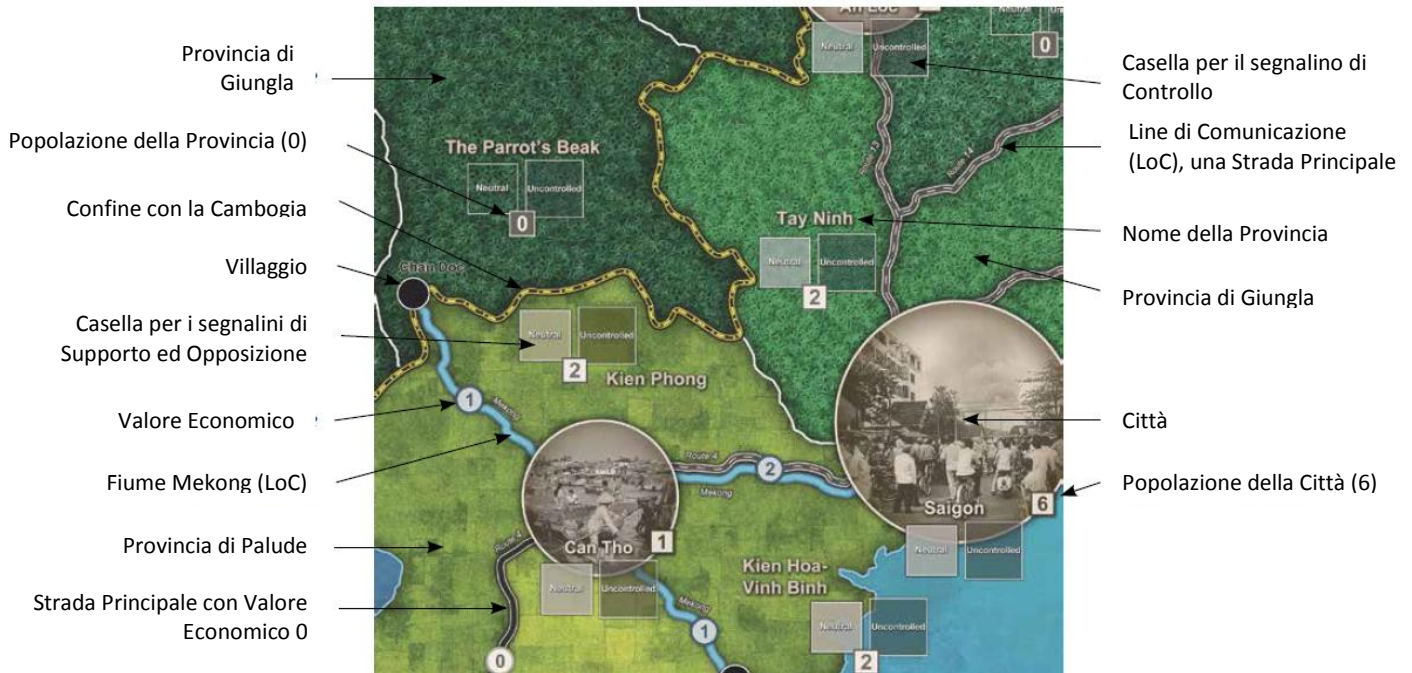 Provincia di
Giungla
Popolazione della Provincia (0)
Confine con la Cambogia
Villaggio
Casella per i segnalini di
Supporto ed Opposizione
Valore Economico
Fiume Mekong (LoC)
Provincia di Palude
Strada Principale con Valore
Economico 0
An Loc
Neutral
Uncontrolled
0
Route 13
Route 14
The Parrot's Beak
Neutral
Uncontrolled
0
Tay Ninh
Neutral
Uncontrolled
2
Chau Doc
Neutral
Uncontrolled
2
Kien Phong
1
Mekong
Route 4
2
Mekong
Saigon
6
Neutral
Uncontrolled
Route 4
Can Tho
1
Neutral
Uncontrolled
Kien Hoa-
Vinh Binh
Neutral
Uncontrolled
2
Mekong
1
0
Casella per il segnalino di
Controllo
Line di Comunicazione
(LoC), una Strada Principale
Nome della Provincia
Provincia di Giungla
Città
Popolazione della Città (6)